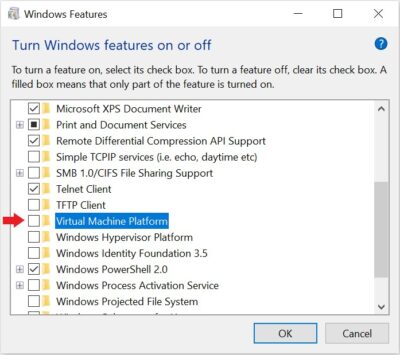 Windows Features
Turn Windows features on or off
To turn a feature on, select its check box. To turn a feature off, clear its check box. A
filled box means that only part of the feature is turned on.
Microsoft XPS Document Writer
Print and Document Services
Remote Differential Compression API Support
Simple TCPIP services (i.e. echo, daytime etc)
SMB 1.0/CIFS File Sharing Support
Telnet Client
TFTP Client
Virtual Machine Platform
Windows Hypervisor Platform
Windows Identity Foundation 3.5
Windows PowerShell 2.0
Windows Process Activation Service
Windows Projected File System
OK
Cancel